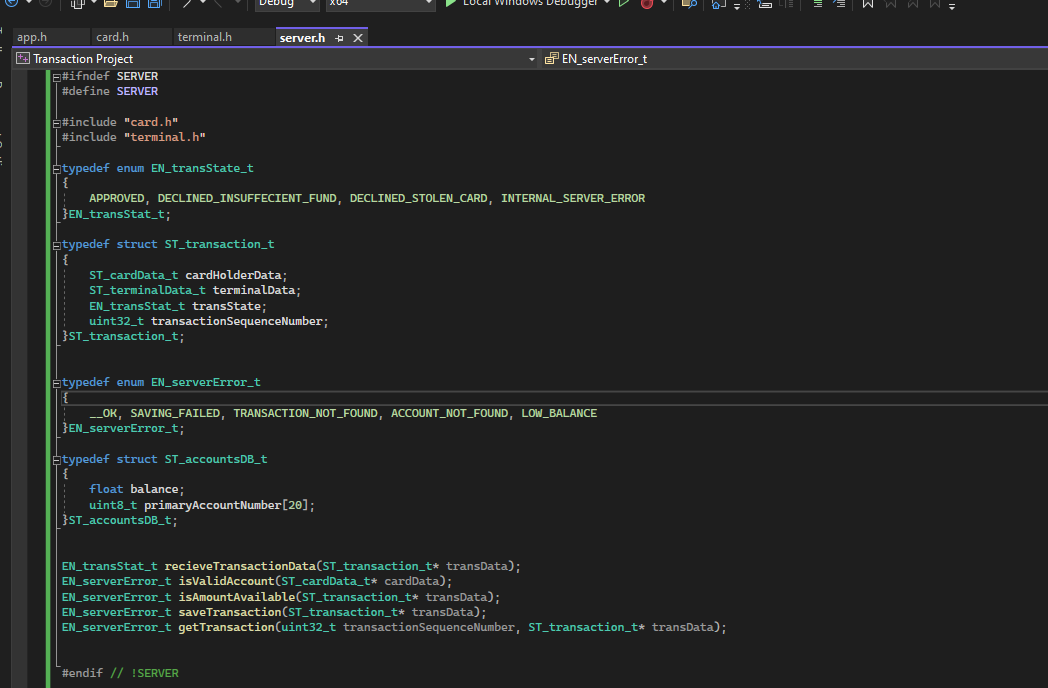 Debug x64 Local Windows Debugger
app.h card.h terminal.h server.h
Transaction Project EN_serverError_t
#ifndef SERVER
#define SERVER
#include "card.h"
#include "terminal.h"
typedef enum EN_transState_t
{
APPROVED, DECLINED_INSUFFECIENT_FUND, DECLINED_STOLEN_CARD, INTERNAL_SERVER_ERROR
}EN_transStat_t;
typedef struct ST_transaction_t
{
ST_cardData_t cardHolderData;
ST_terminalData_t terminalData;
EN_transStat_t transState;
uint32_t transactionSequenceNumber;
}ST_transaction_t;
typedef enum EN_serverError_t
{
__OK, SAVING_FAILED, TRANSACTION_NOT_FOUND, ACCOUNT_NOT_FOUND, LOW_BALANCE
}EN_serverError_t;
typedef struct ST_accountsDB_t
{
float balance;
uint8_t primaryAccountNumber[20];
}ST_accountsDB_t;
EN_transStat_t recieveTransactionData(ST_transaction_t* transData);
EN_serverError_t isValidAccount(ST_cardData_t* cardData);
EN_serverError_t isAmountAvailable(ST_transaction_t* transData);
EN_serverError_t saveTransaction(ST_transaction_t* transData);
EN_serverError_t getTransaction(uint32_t transactionSequenceNumber, ST_transaction_t* transData);
#endif // !SERVER